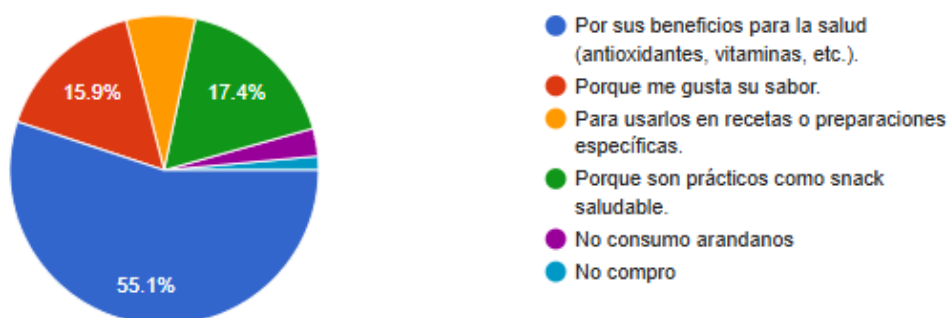 15.9%
17.4%
55.1%
Por sus beneficios para la salud
(antioxidantes, vitaminas, etc.).
Porque me gusta su sabor.
Para usarlos en recetas o preparaciones
específicas.
Porque son prácticos como snack
saludable.
No consumo arandanos
No compro